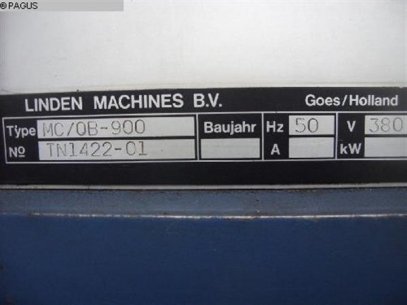 ©PAGUS
LINDEN MACHINES B.V. Goes/Holland
Type MC/OB-900 Baujahr Hz 50 V 380
No TN1422-01 A kW